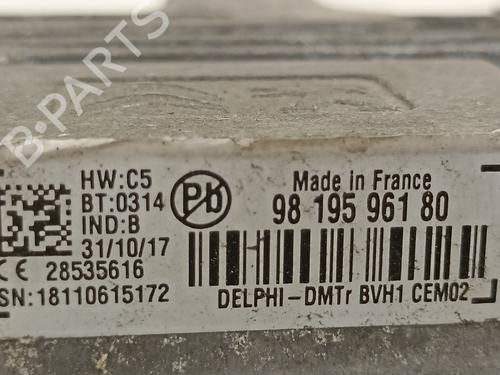 B-PARTS
HW:C5
BT:0314
IND:B
31/10/17
CE 28535616
SN:18110615172
Pb
Made in France
98 195 961 80
DELPHI-DMTr BVH1 CEM02